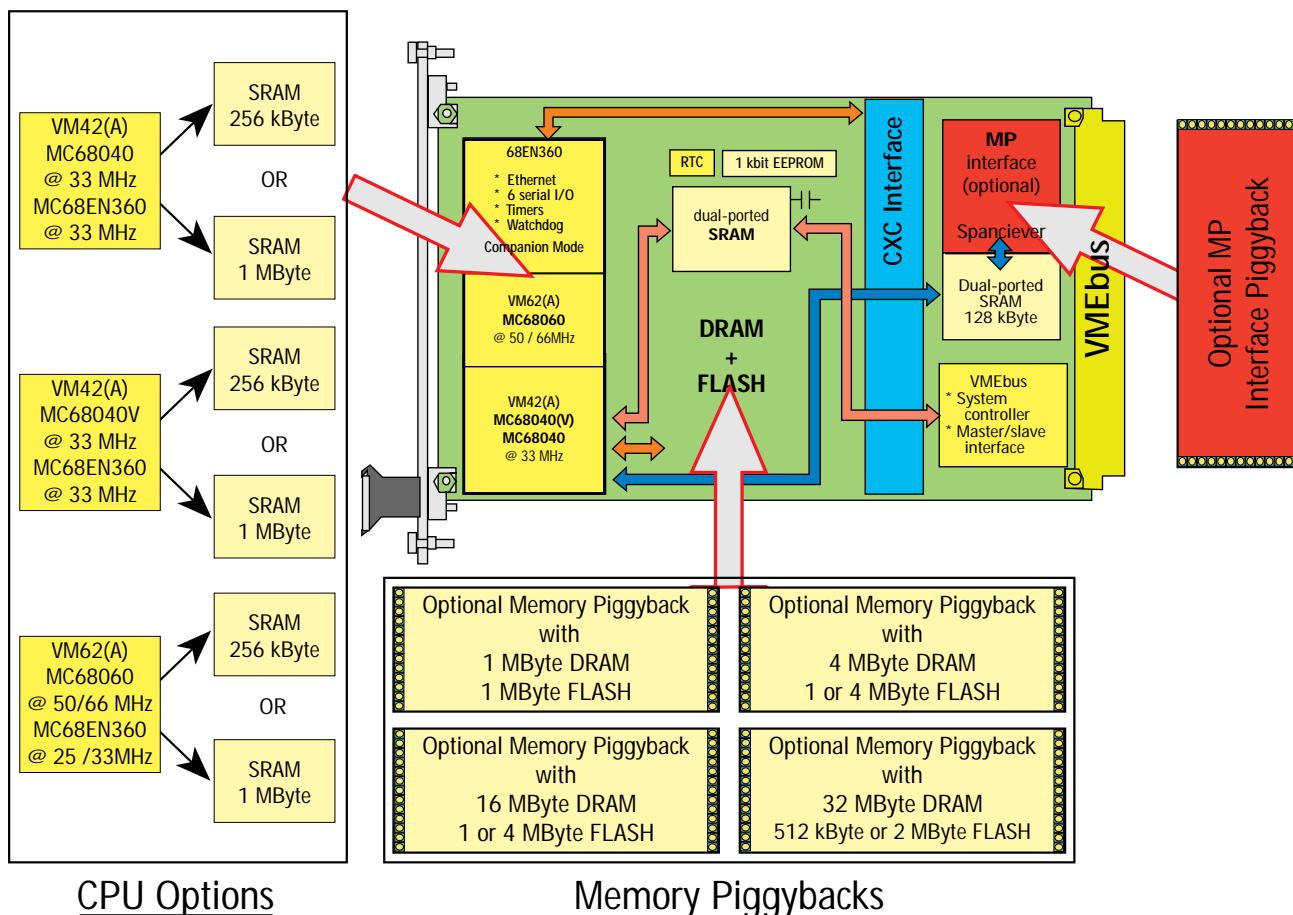 VM42(A)
MC68040
@ 33 MHz
MC68EN360
@ 33 MHz
SRAM
256 kByte
OR
SRAM
1 MByte
VM42(A)
MC68040V
@ 33 MHz
MC68EN360
@ 33 MHz
SRAM
256 kByte
OR
SRAM
1 MByte
VM62(A)
MC68060
@ 50/66 MHz
MC68EN360
@ 25 /33MHz
SRAM
256 kByte
OR
SRAM
1 MByte
CPU Options
68EN360
* Ethernet
* 6 serial I/O
* Timers
* Watchdog
Companion Mode
VM62(A)
MC68060
@ 50 / 66MHz
VM42(A)
MC68040(V)
MC68040
@ 33 MHz
RTC
1 kbit EEPROM
dual-ported
SRAM
DRAM
+
FLASH
CXC Interface
MP
interface
(optional)
Spanciever
Dual-ported
SRAM
128 kByte
VMEbus
* System
controller
* Master/slave
interface
VMEbus
Optional MP
Interface Piggyback
Optional Memory Piggyback
with
1 MByte DRAM
1 MByte FLASH
Optional Memory Piggyback
with
4 MByte DRAM
1 or 4 MByte FLASH
Optional Memory Piggyback
with
16 MByte DRAM
1 or 4 MByte FLASH
Optional Memory Piggyback
with
32 MByte DRAM
512 kByte or 2 MByte FLASH
Memory Piggybacks